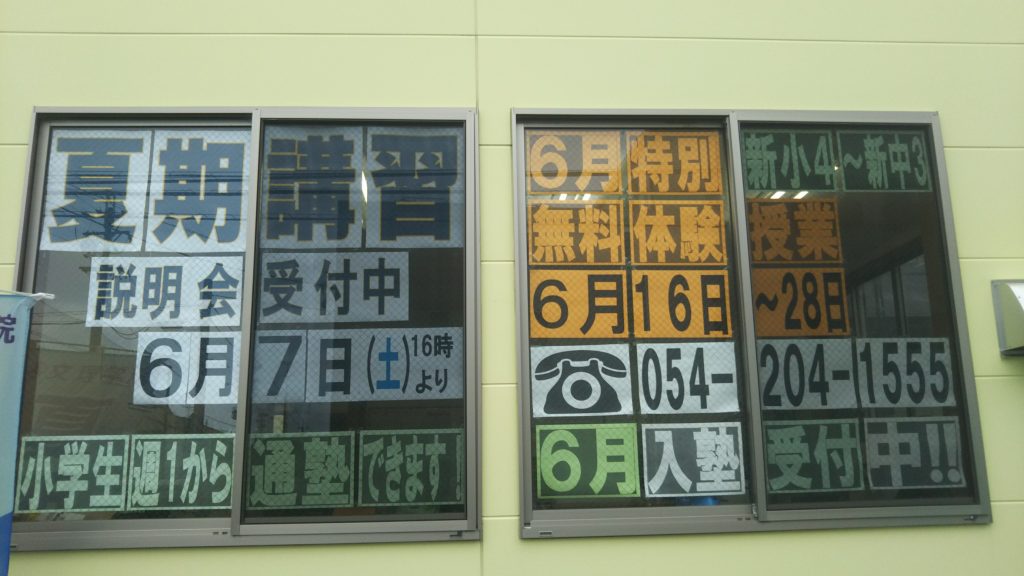 夏期講習
説明会受付中
6月7日(土)16時より
小学生週1から通塾できます!
6月特別
新小4～新中3
無料体験授業
6月16日～28日
054-204-1555
6月入塾受付中!!
院